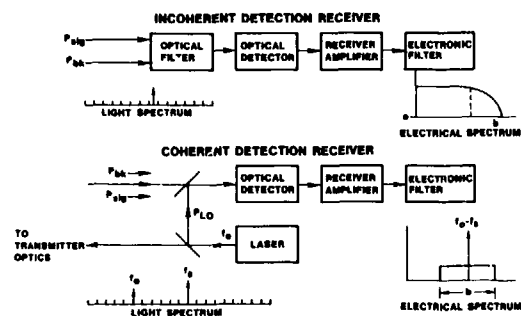 INCOHERENT DETECTION RECEIVER
Psig
Pbk
OPTICAL FILTER
OPTICAL DETECTOR
RECEIVER AMPLIFIER
ELECTRONIC FILTER
LIGHT SPECTRUM
o
b
ELECTRICAL SPECTRUM
COHERENT DETECTION RECEIVER
Pbk
Psig
OPTICAL DETECTOR
RECEIVER AMPLIFIER
ELECTRONIC FILTER
PLO
TO TRANSMITTER OPTICS
fo
LASER
fo
fs
LIGHT SPECTRUM
fo-fs
b
ELECTRICAL SPECTRUM